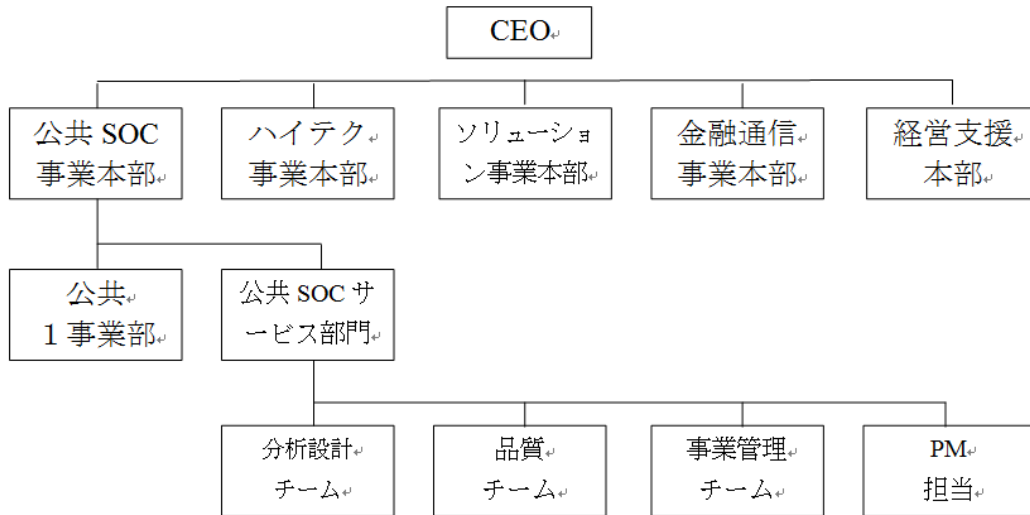 CEO
公共 SOC
事業本部
ハイテク
事業本部
ソリューショ
ン事業本部
金融通信
事業本部
経営支援
本部
公共
１事業部
公共 SOC サ
ービス部門
分析設計
チーム
品質
チーム
事業管理
チーム
PM
担当